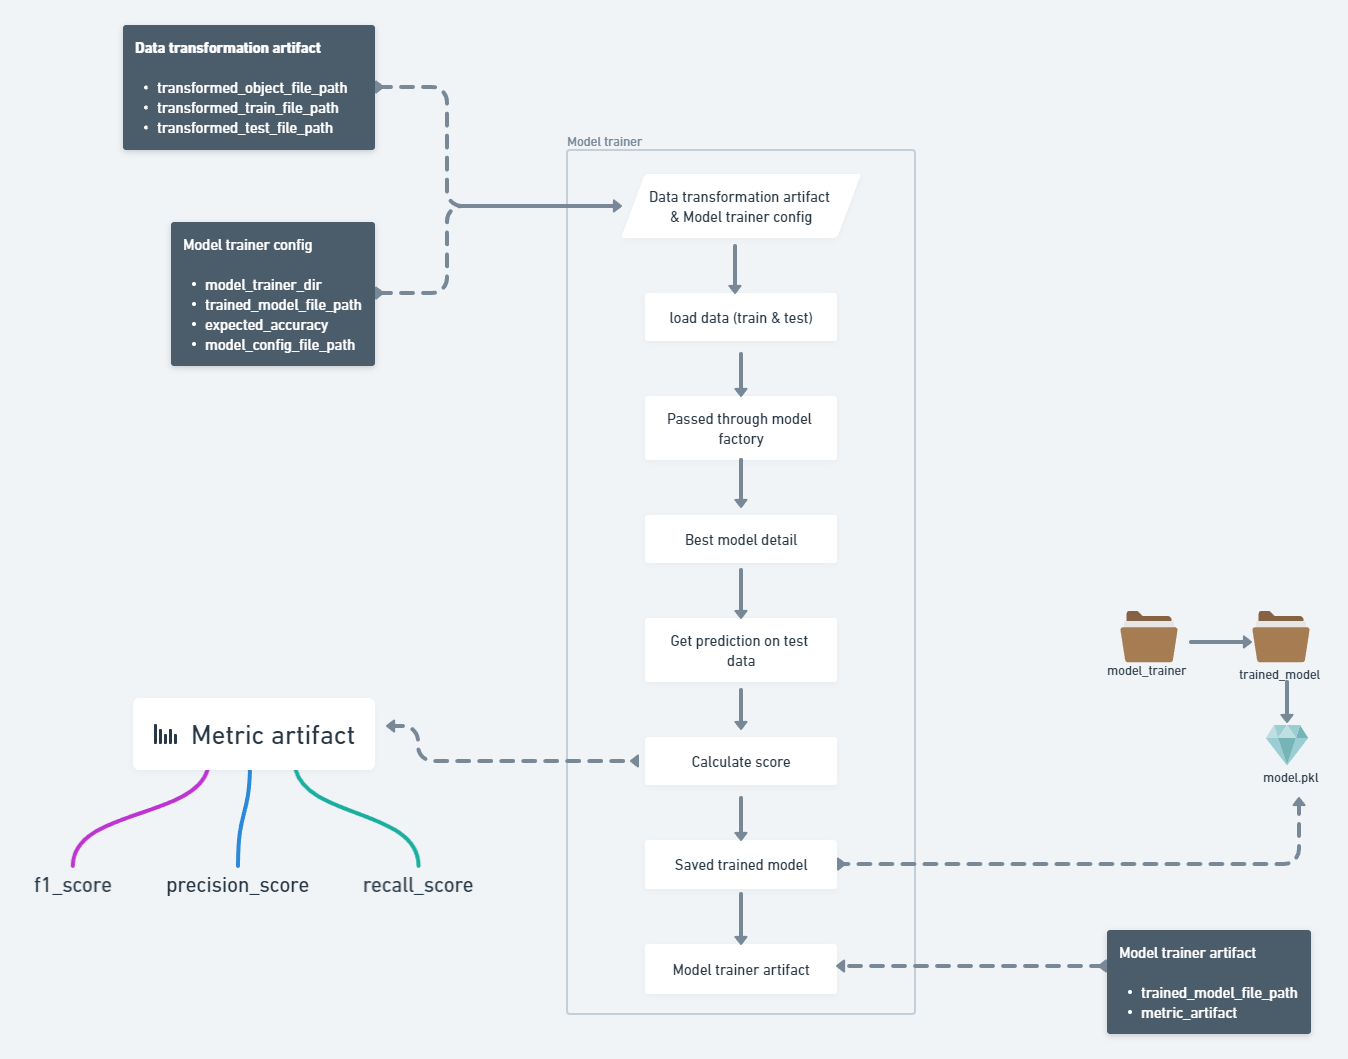 Data transformation artifact
• transformed_object_file_path
• transformed_train_file_path
• transformed_test_file_path
Model trainer config
• model_trainer_dir
• trained_model_file_path
• expected_accuracy
• model_config_file_path
Model trainer
Data transformation artifact
& Model trainer config
load data (train & test)
Passed through model
factory
Best model detail
Get prediction on test
data
Calculate score
Saved trained model
Model trainer artifact
Metric artifact
f1_score
precision_score
recall_score
model_trainer
trained_model
model.pkl
Model trainer artifact
• trained_model_file_path
• metric_artifact